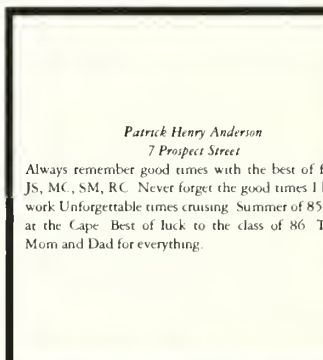 Patrick Henry Anderson
7 Prospect Street
Always remember good times with the best of
JS, MC, SM, RC Never forget the good times I
work Unforgettable times cruising Summer of 85
at the Cape Best of luck to the class of 86
Mom and Dad for everything.